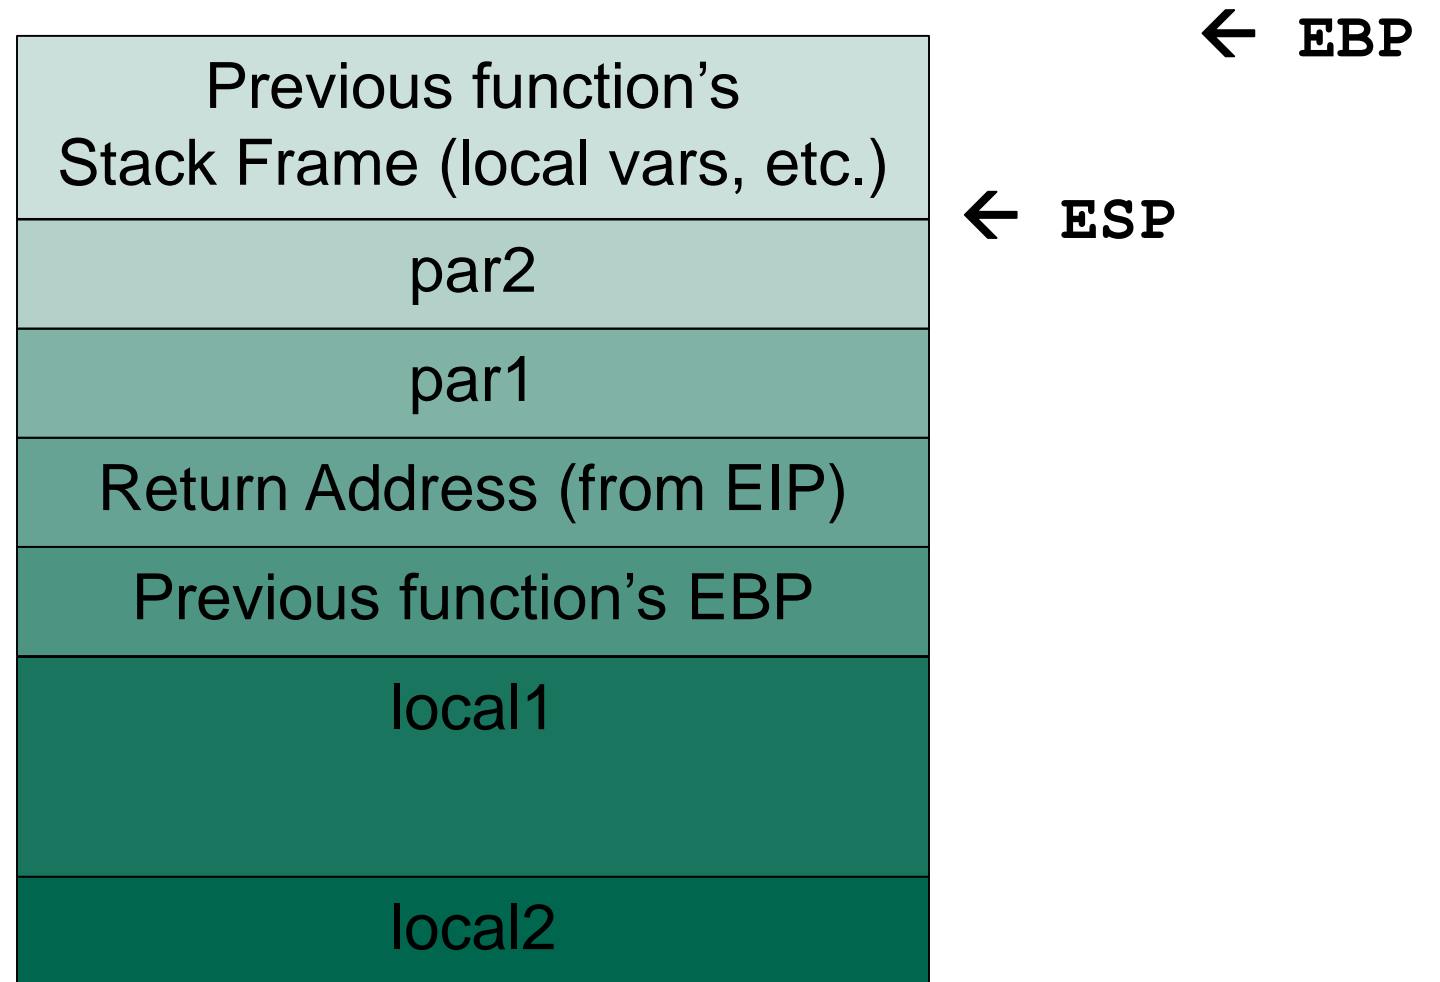 ← EBP
Previous function’s
Stack Frame (local vars, etc.)
← ESP
par2
par1
Return Address (from EIP)
Previous function’s EBP
local1
local2